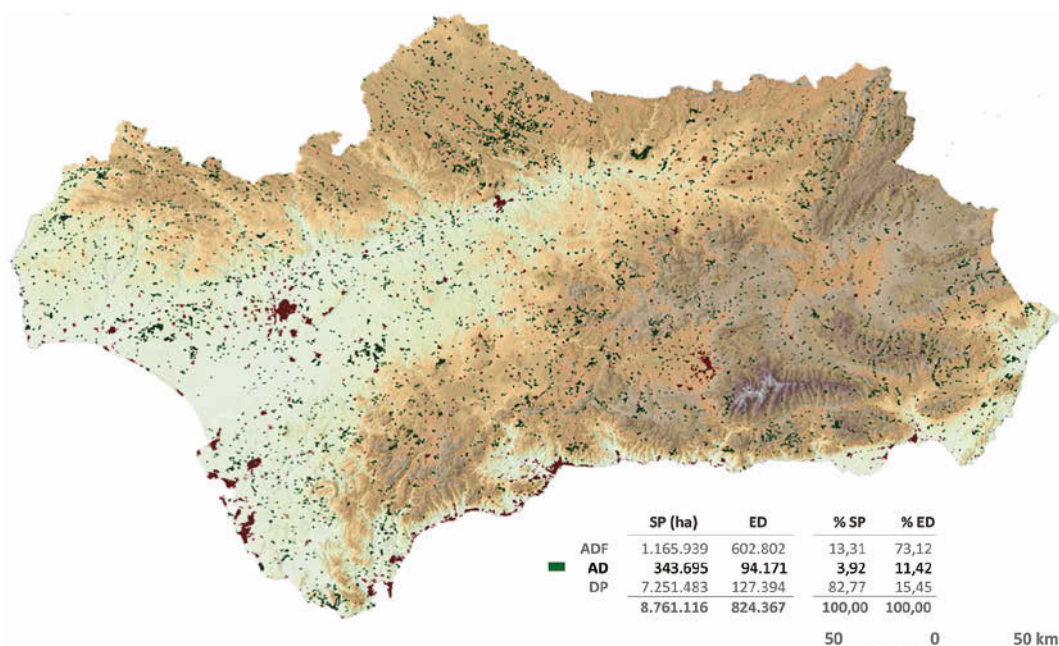 SP (ha) ED % SP % ED
ADF 1.165.939 602.802 13,31 73,12
AD 343.695 94.171 3,92 11,42
DP 7.251.483 127.394 82,77 15,45
8.761.116 824.367 100,00 100,00
50 0 50 km